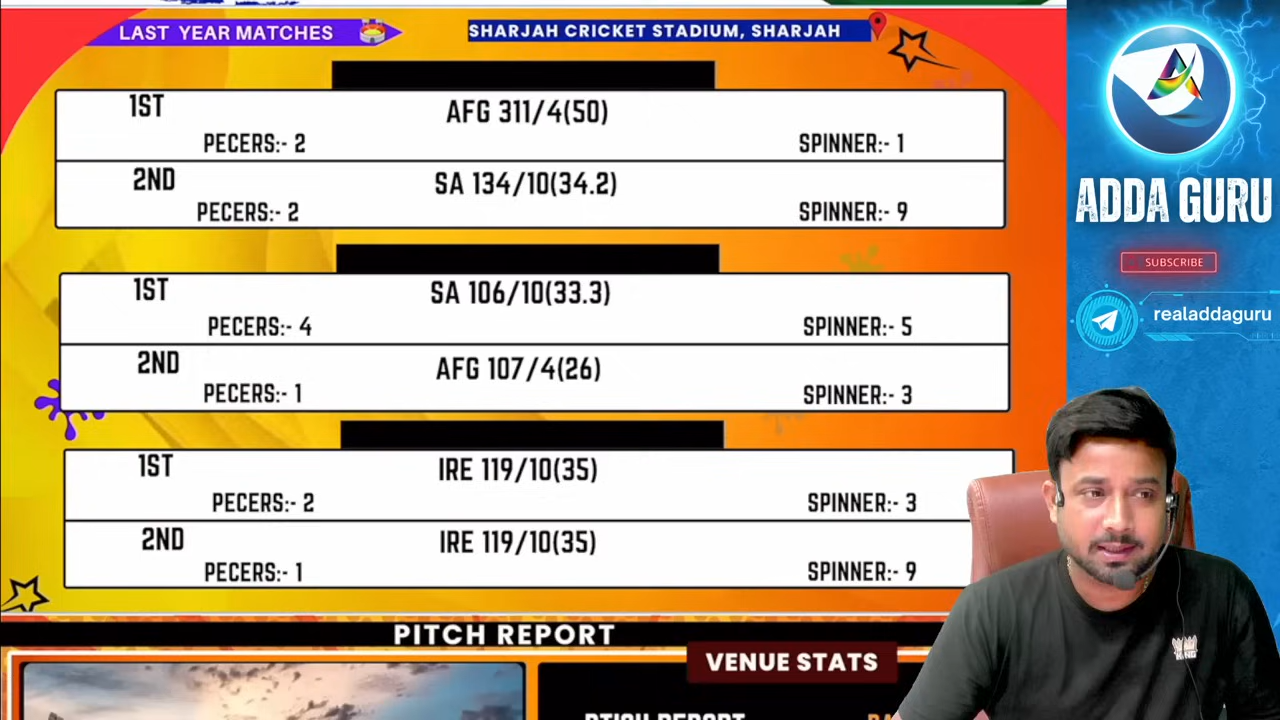 LAST YEAR MATCHES
SHARJAH CRICKET STADIUM, SHARJAH
1ST
AFG 311/4(50)
PECERS:- 2
SPINNER:- 1
2ND
SA 134/10(34.2)
PECERS:- 2
SPINNER:- 9
1ST
SA 106/10(33.3)
PECERS:- 4
SPINNER:- 5
2ND
AFG 107/4(26)
PECERS:- 1
SPINNER:- 3
1ST
IRE 119/10(35)
PECERS:- 2
SPINNER:- 3
2ND
IRE 119/10(35)
PECERS:- 1
SPINNER:- 9
PITCH REPORT
VENUE STATS
ADDA GURU
SUBSCRIBE
realaddaguru